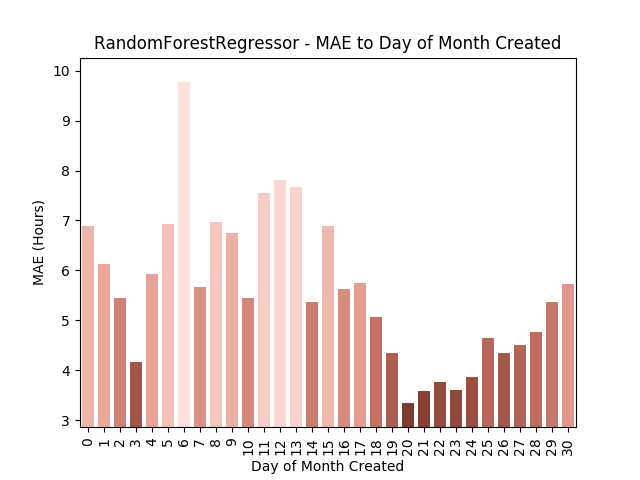 RandomForestRegressor - MAE to Day of Month Created
10
9
8
7
6
5
4
3
MAE (Hours)
0 1 2 3 4 5 6 7 8 9 10 11 12 13 14 15 16 17 18 19 20 21 22 23 24 25 26 27 28 29 30
Day of Month Created